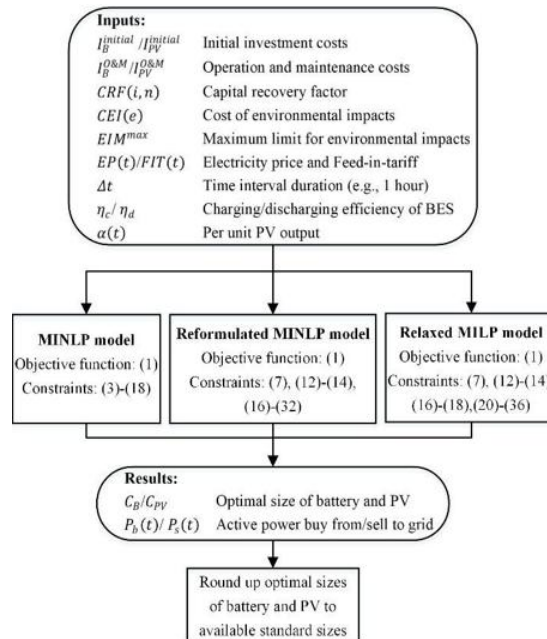 Inputs:
I_B^initial / I_PV^initial Initial investment costs
I_B^O&M / I_PV^O&M Operation and maintenance costs
CRF(i, n) Capital recovery factor
CEI(e) Cost of environmental impacts
EIM^max Maximum limit for environmental impacts
EP(t)/FIT(t) Electricity price and Feed-in-tariff
Δt Time interval duration (e.g., 1 hour)
η_c/ η_d Charging/discharging efficiency of BES
α(t) Per unit PV output
MINLP model
Objective function: (1)
Constraints: (3)-(18)
Reformulated MINLP model
Objective function: (1)
Constraints: (7), (12)-(14),
(16)-(32)
Relaxed MILP model
Objective function: (1)
Constraints: (7), (12)-(14)
(16)-(18),(20)-(36)
Results:
C_B/C_PV Optimal size of battery and PV
P_b(t)/ P_s(t) Active power buy from/sell to grid
Round up optimal sizes
of battery and PV to
available standard sizes